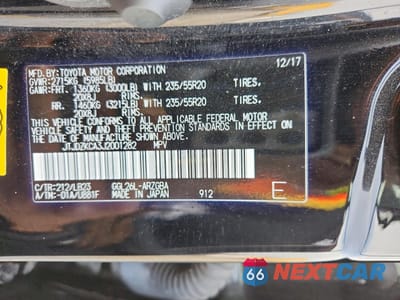 MFD.BY:TOYOTA MOTOR CORPORATION 12/17
GVWR:2715KG (5985LB)
GAWR:FRT. 1360KG (3000LB) WITH 235/55R20 TIRES,
20X8J RIMS,
RR. 1460KG (3215LB) WITH 235/55R20 TIRES,
20X8J
THIS VEHICLE CONFORMS TO ALL APPLICABLE
FEDERAL MOTOR VEHICLE SAFETY AND THEFT
PREVENTION STANDARDS IN EFFECT ON THE
DATE OF MANUFACTURE SHOWN ABOVE.
JTJDZKCA3J2001282 MPV
C/TR:212/LB23 GGL26L-ARZGBA
A/TM:-01A/UB81F MADE IN JAPAN 912 E
66 NEXTCAR